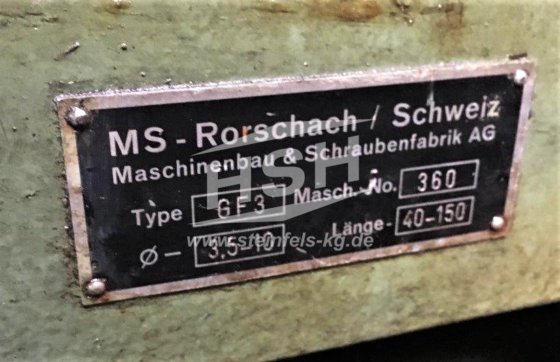 MS - Rorschach / Schweiz
Maschinenbau & Schraubenfabrik AG
Type GF3 Masch.-No. 360
Ø - 3,5-10 Länge - 40-150
HSH
www.steinfels-kg.de